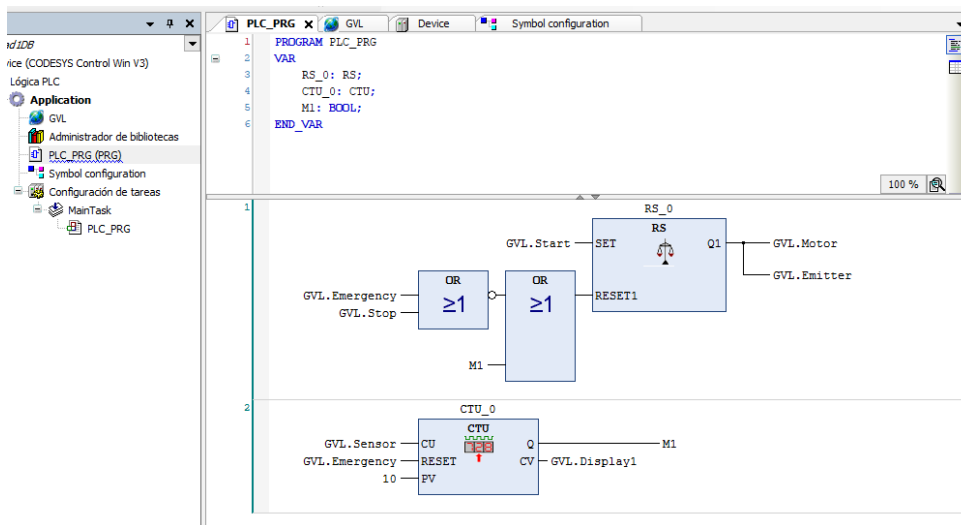 PLC_PRG
GVL
Device
Symbol configuration
ad1DB
vice (CODESYS Control Win V3)
Lógica PLC
Application
GVL
Administrador de bibliotecas
PLC_PRG (PRG)
Symbol configuration
Configuración de tareas
MainTask
PLC_PRG
1 PROGRAM PLC_PRG
2 VAR
3 RS_0: RS;
4 CTU_0: CTU;
5 M1: BOOL;
6 END_VAR
100 %
1
RS_0
RS
GVL.Start SET Q1 GVL.Motor
GVL.Emitter
OR OR
GVL.Emergency ≥1 ≥1 RESET1
GVL.Stop
M1
2
CTU_0
CTU
GVL.Sensor CU Q M1
GVL.Emergency RESET CV GVL.Display1
10 PV